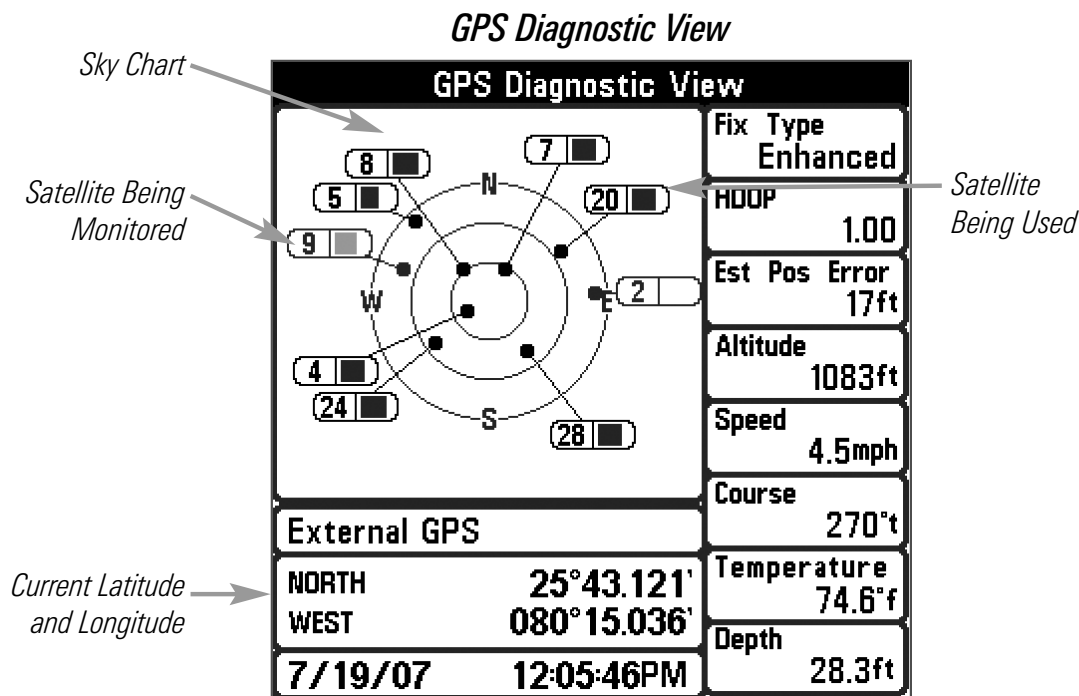 GPS Diagnostic View
Sky Chart
Satellite Being
Monitored
Satellite
Being Used
Current Latitude
and Longitude
GPS Diagnostic View
8
7
5
20
9
2
4
24
28
N
W
E
S
Fix Type
Enhanced
HDOP
1.00
Est Pos Error
17ft
Altitude
1083ft
Speed
4.5mph
Course
270°t
Temperature
74.6°f
Depth
28.3ft
External GPS
NORTH 25°43.121'
WEST 080°15.036'
7/19/07 12:05:46PM